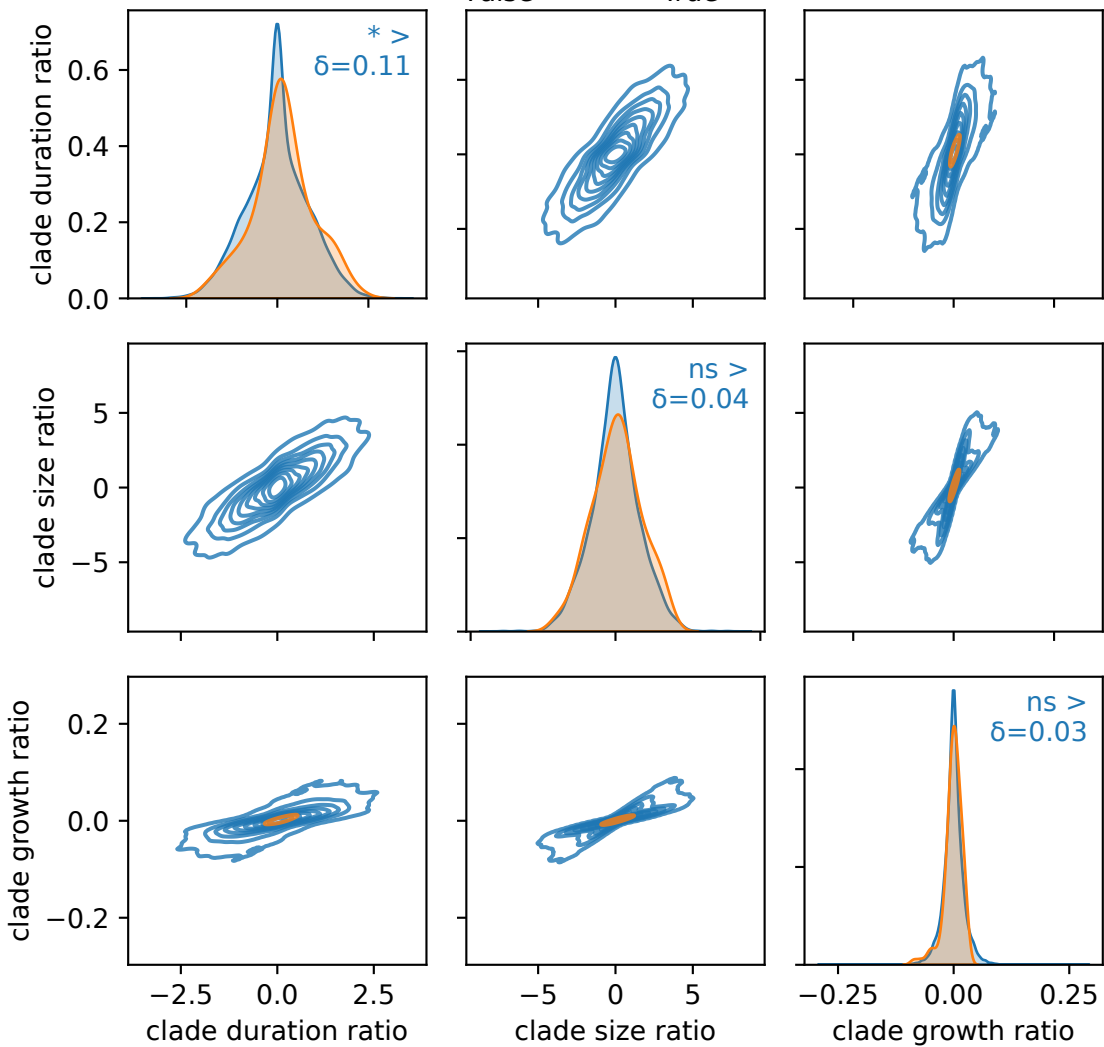 clade duration ratio
0.6
0.4
0.2
0.0
* >
δ=0.11
clade size ratio
5
0
−5
ns >
δ=0.04
clade growth ratio
0.2
0.0
−0.2
ns >
δ=0.03
−2.5 0.0 2.5
−5 0 5
−0.25 0.00 0.25
clade duration ratio
clade size ratio
clade growth ratio